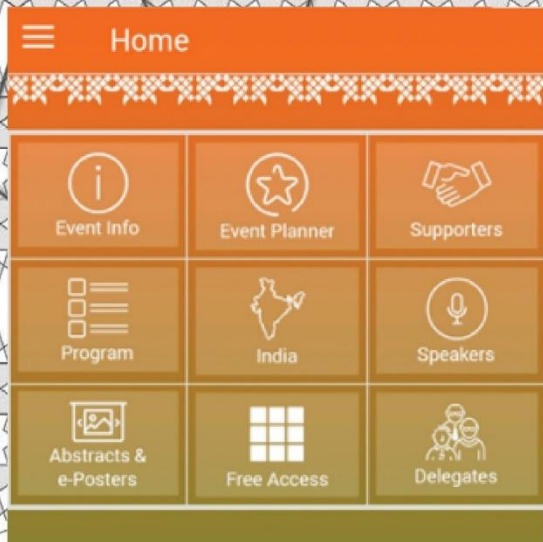 Home
Event Info
Event Planner
Supporters
Program
India
Speakers
Abstracts &
e-Posters
Free Access
Delegates